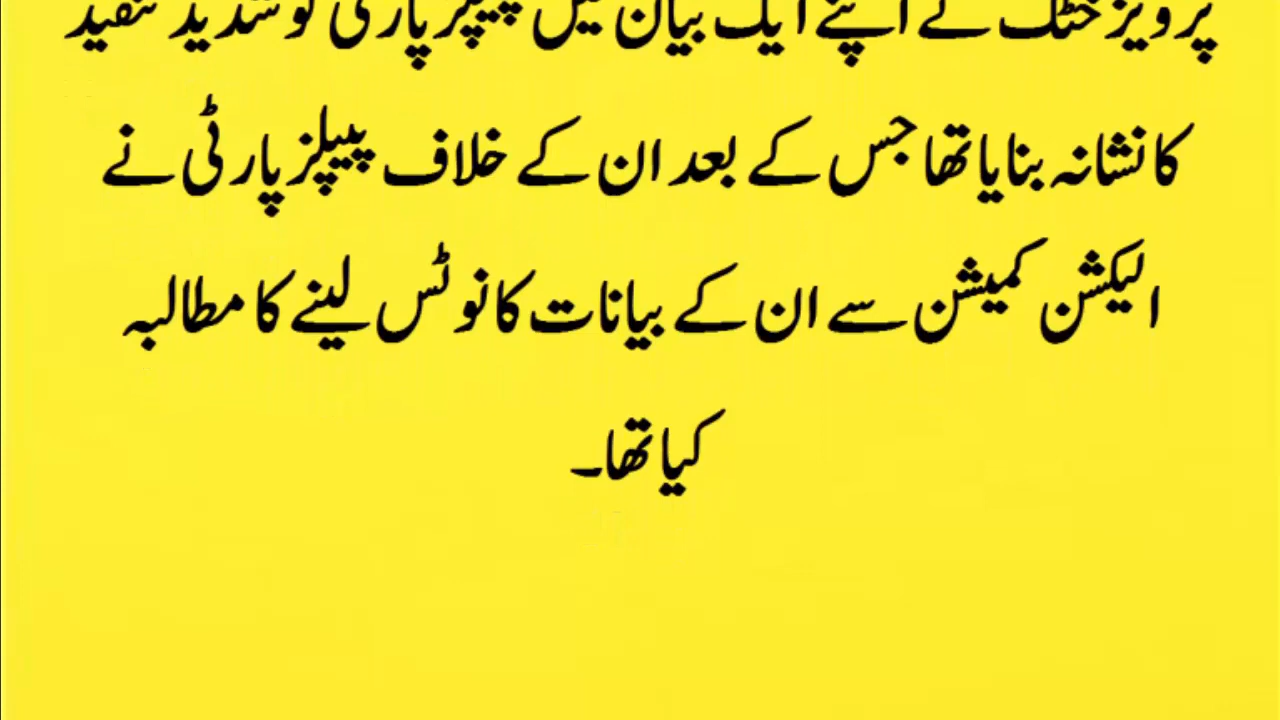 پرویز خٹک نے اپنے ایک بیان میں پیپلز پارٹی کو شدید تنقید
کا نشانہ بنایا تھا جس کے بعد ان کے خلاف پیپلز پارٹی نے
الیکشن کمیشن سے ان کے بیانات کا نوٹس لینے کا مطالبہ
کیا تھا۔